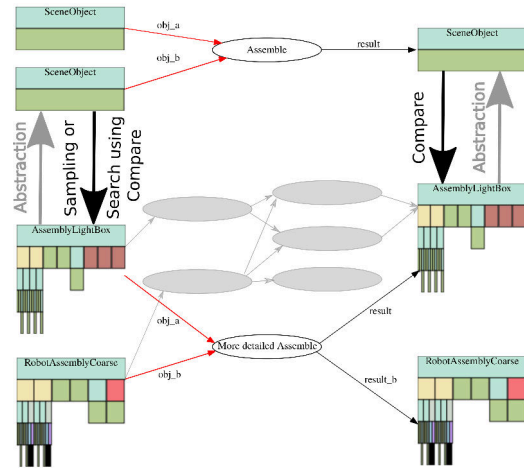 SceneObject
obj_a
obj_b
Assemble
result
SceneObject
SceneObject
Abstraction
Sampling or
Search using
Compare
Compare
Abstraction
AssemblyLightBox
AssemblyLightBox
obj_a
obj_b
More detailed Assemble
result
result_b
RobotAssemblyCoarse
RobotAssemblyCoarse